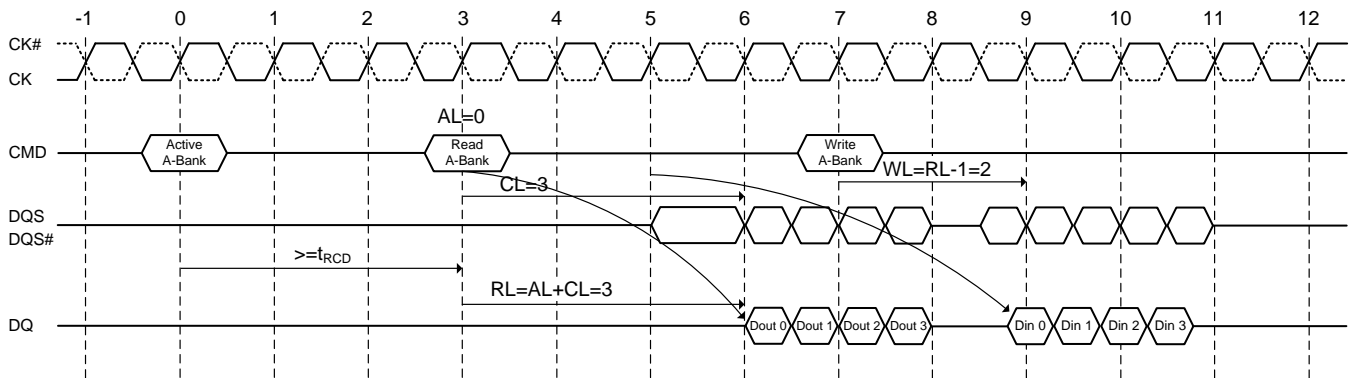 -1 0 1 2 3 4 5 6 7 8 9 10 11 12
CK#
CK
AL=0
CMD Active A-Bank Read A-Bank Write A-Bank
CL=3 WL=RL-1=2
DQS
DQS#
>=tRCD
RL=AL+CL=3
DQ Dout 0 Dout 1 Dout 2 Dout 3 Din 0 Din 1 Din 2 Din 3